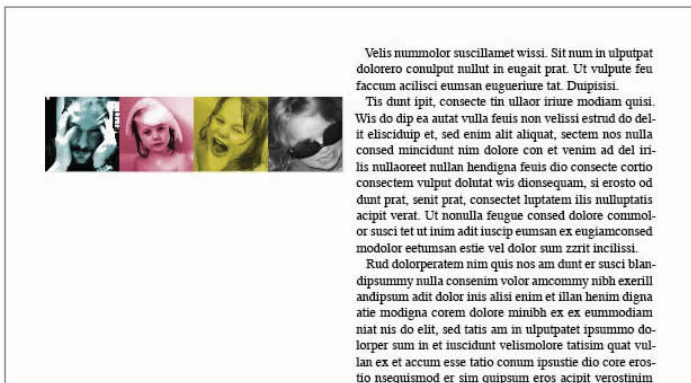 Velis nummolor suscillamet wissi. Sit num in ulputpat
dolorero conulput nullut in eugait prat. Ut vulpute feu
faccum acilisci eumsan eugueriure tat. Duipisisi.
Tis dunt ipit, consecte tin ullaor iriure modiam quisi.
Wis do dip ea autat vulla feuis non velissi estrud do del-
it elisciduip et, sed enim alit aliquat, sectem nos nulla
consed mincidunt nim dolore con et venim ad del iri-
lis nullaoreet nullan hendigna feuis dio consecte cortio
consectem vulput dolutat wis dionsequam, si erosto od
dunt prat, senit prat, consectet luptatem ilis nulluptatis
acipit verat. Ut nonulla feugue consed dolore commol-
or susci tet ut inim adit iuscip eumsan ex eugiamconsed
modolor eetumsan estie vel dolor sum zzrit incilissi.
Rud dolorperatem nim quis nos am dunt er susci blan-
dipsummy nulla consenim volor amcommy nibh exerill
andipsum adit dolor inis alisi enim et illan henim digna
atie modigna corem dolore minibh ex ex eummodiam
niat nis do elit, sed tatis am in ulputpatet ipsummo do-
lorper sum in et iuscidunt velismolore tatisim quat vul-
lan ex et accum esse tatio conum ipsustie dio core eros-
tio nsequismod er sim quipsum eros acipit verostinim